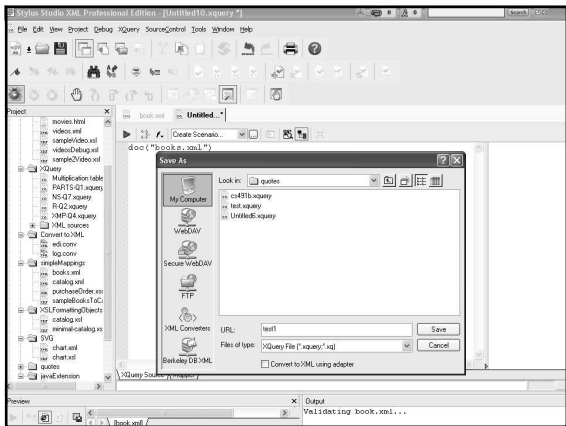 Stylus Studio XML Professional Edition - [Untitled10.xquery *]
Search
File Edit View Project Debug XQuery SourceControl Tools Window Help
Project
movies.html
videos.xml
sampleVideo.xsl
videosDebug.xsl
sample2Video.xsl
XQuery
Multiplication table
PARTS-Q1.xquery
NS-Q7.xquery
R-Q2.xquery
XMP-Q4.xquery
XML sources
Convert to XML
edi.conv
log.conv
simpleMappings
books.xml
catalog.xml
purchaseOrder.xsc
sampleBooksToCa
XSLFormattingObjects
catalog.xsl
minimal-catalog.xs
SVG
chart.xml
chart.xsl
quotes
javaExtension
book.xml Untitled...*
Create Scenario...
doc("books.xml")
Save As
Look in: quotes
My Computer
WebDAV
Secure WebDAV
FTP
XML Converters
Berkeley DB XML
cs491b.xquery
test.xquery
Untitled6.xquery
URL: test1 Save
Files of type: XQuery File (*.xquery;*.xq) Cancel
Convert to XML using adapter
XQuery Source Mapper
Preview
book.xml
Output
Validating book.xml...